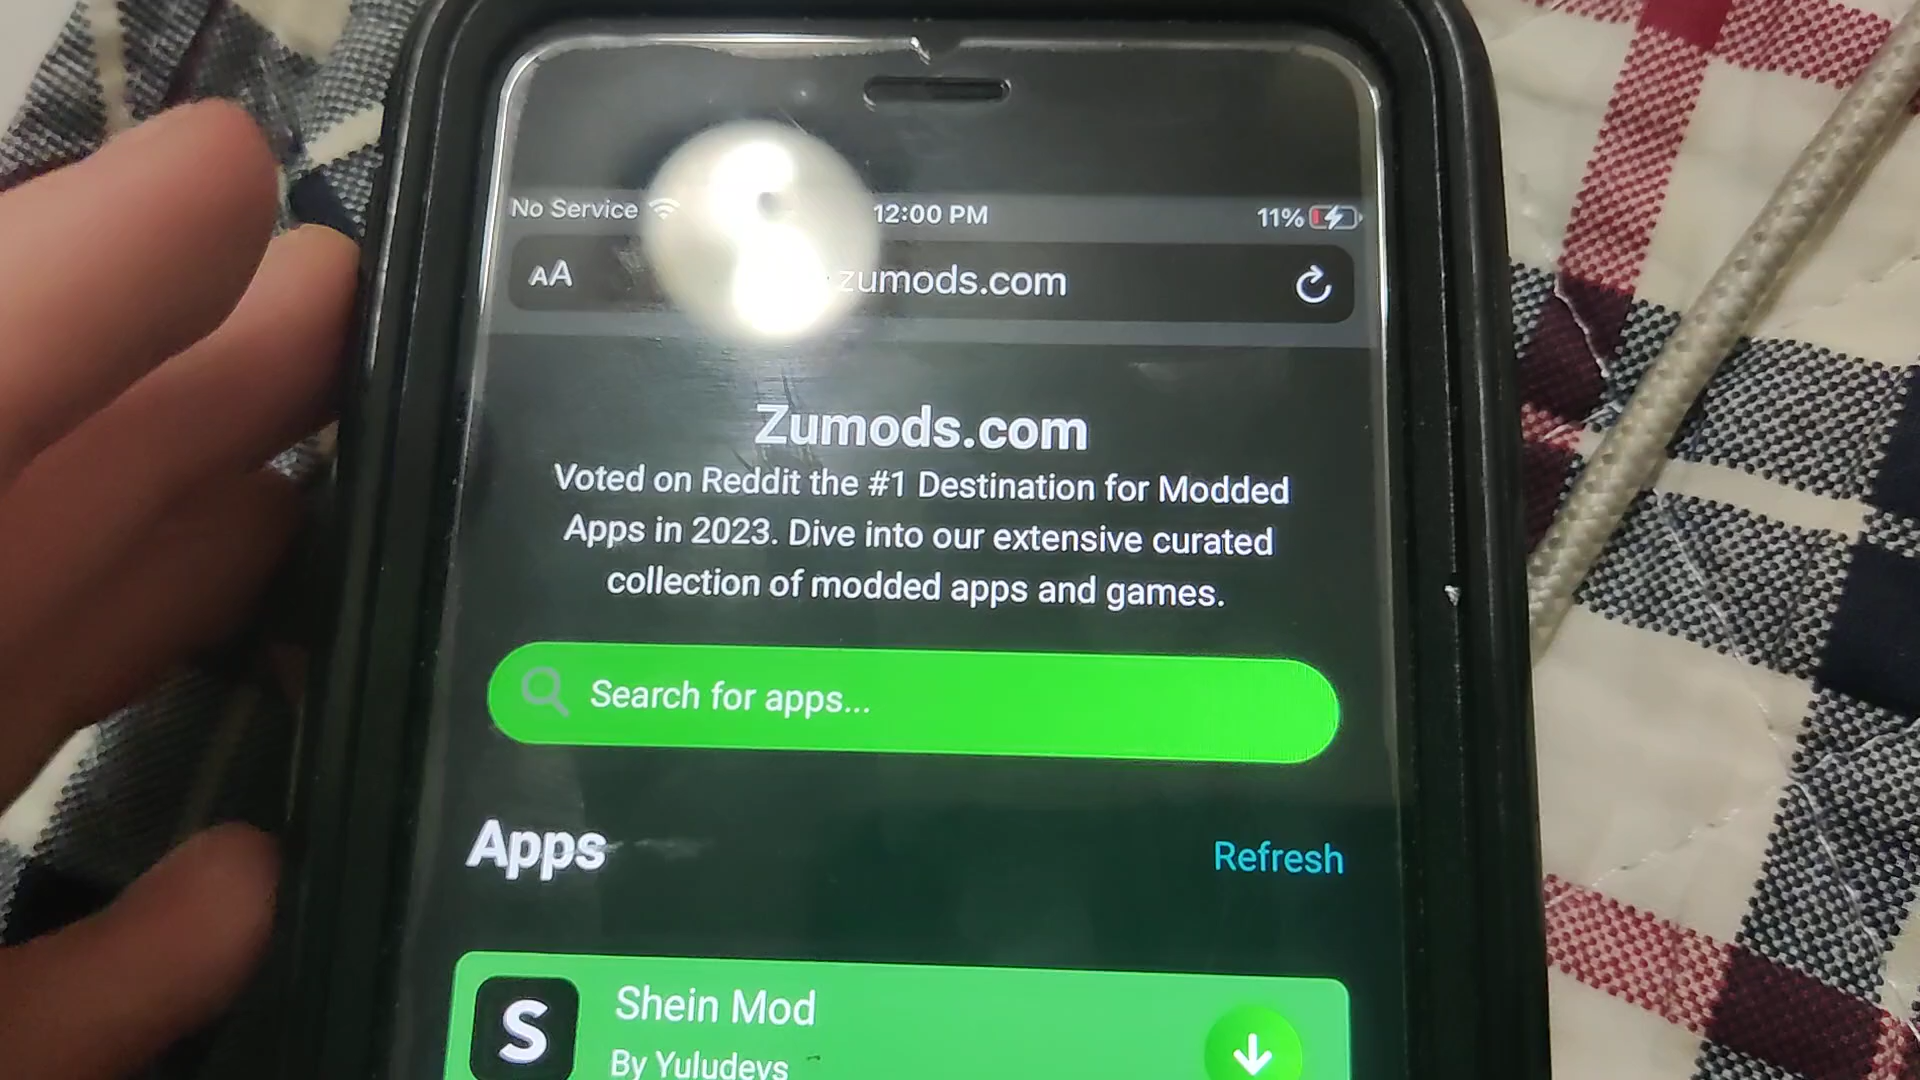 No Service 12:00 PM 11%
AA zumods.com
Zumods.com
Voted on Reddit the #1 Destination for Modded
Apps in 2023. Dive into our extensive curated
collection of modded apps and games.
Search for apps...
Apps Refresh
S Shein Mod
By Yuludevs